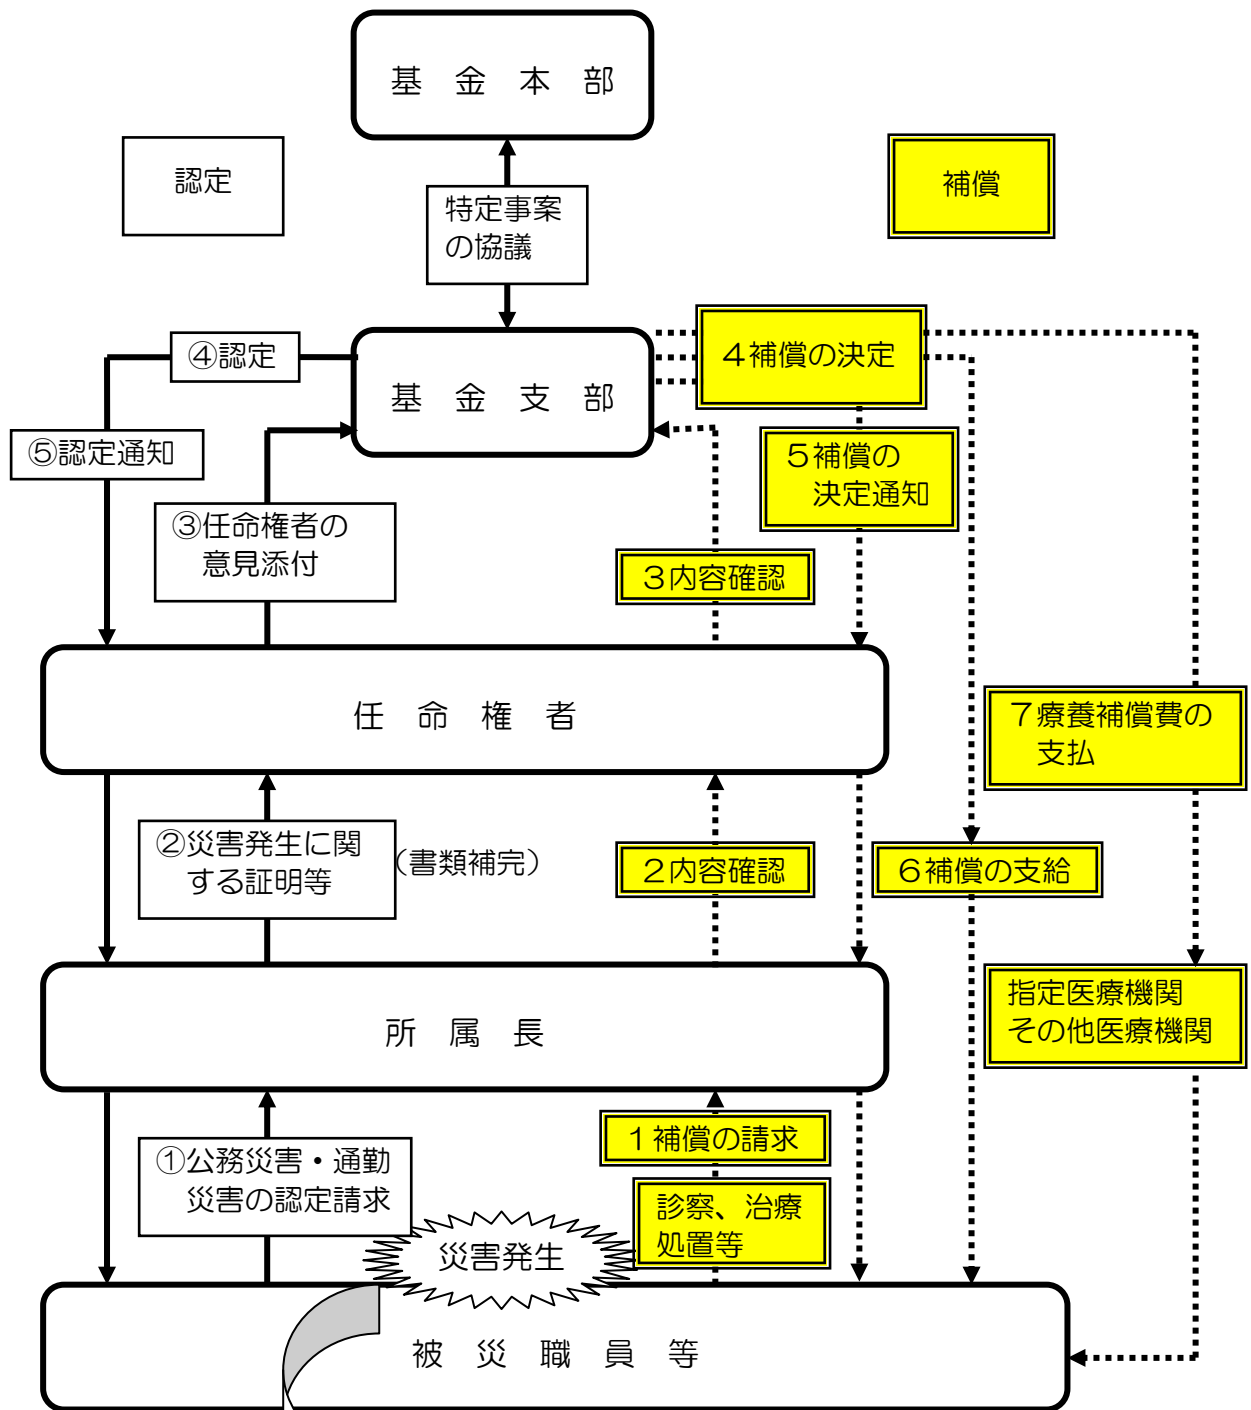 基 金 本 部
認定
補償
特定事案
の協議
④認定
基 金 支 部
４補償の決定
⑤認定通知
５補償の
決定通知
③任命権者の
意見添付
３内容確認
任 命 権 者
７療養補償費の
支払
②災害発生に関
する証明等
（書類補完）
２内容確認
６補償の支給
所 属 長
指定医療機関
その他医療機関
①公務災害・通勤
災害の認定請求
１補償の請求
診察、治療
処置等
災害発生
被 災 職 員 等